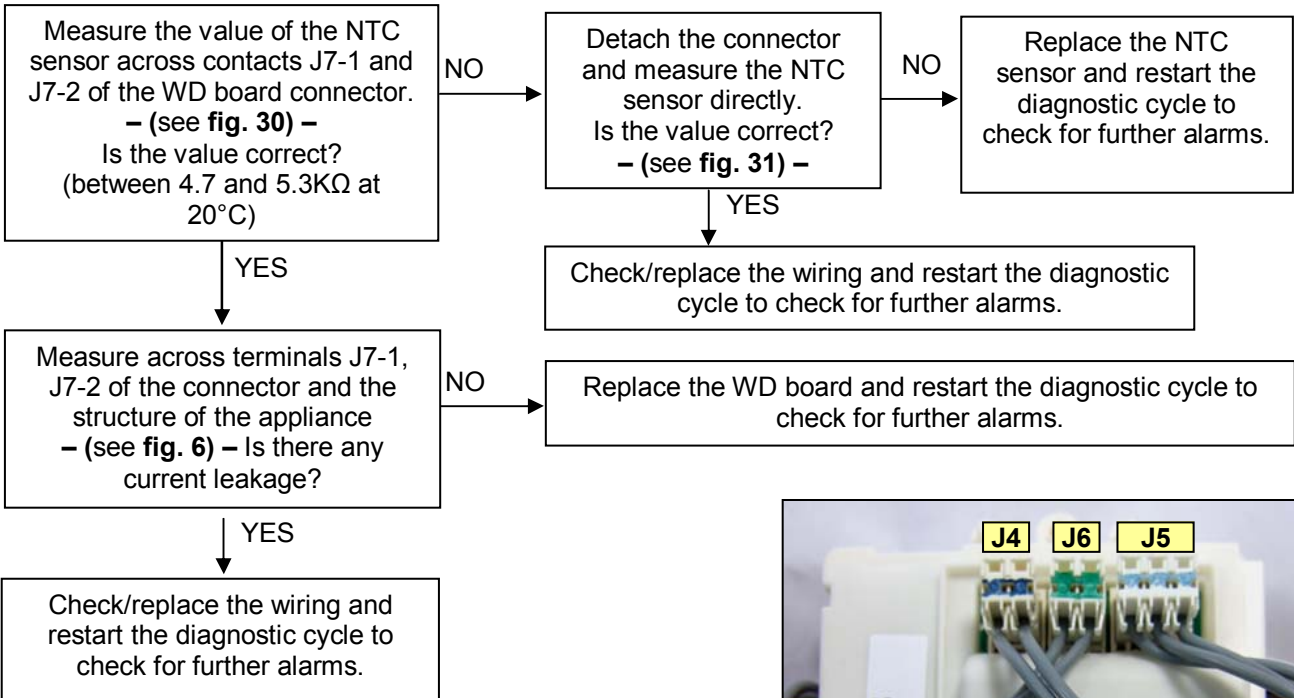 Measure the value of the NTC
sensor across contacts J7-1 and
J7-2 of the WD board connector.
– (see fig. 30) –
Is the value correct?
(between 4.7 and 5.3KΩ at
20°C)
NO
Detach the connector
and measure the NTC
sensor directly.
Is the value correct?
– (see fig. 31) –
NO
Replace the NTC
sensor and restart the
diagnostic cycle to
check for further alarms.
YES
Check/replace the wiring and restart the diagnostic
cycle to check for further alarms.
YES
Measure across terminals J7-1,
J7-2 of the connector and the
structure of the appliance
– (see fig. 6) – Is there any
current leakage?
NO
Replace the WD board and restart the diagnostic cycle to
check for further alarms.
YES
Check/replace the wiring and
restart the diagnostic cycle to
check for further alarms.
J4 J6 J5